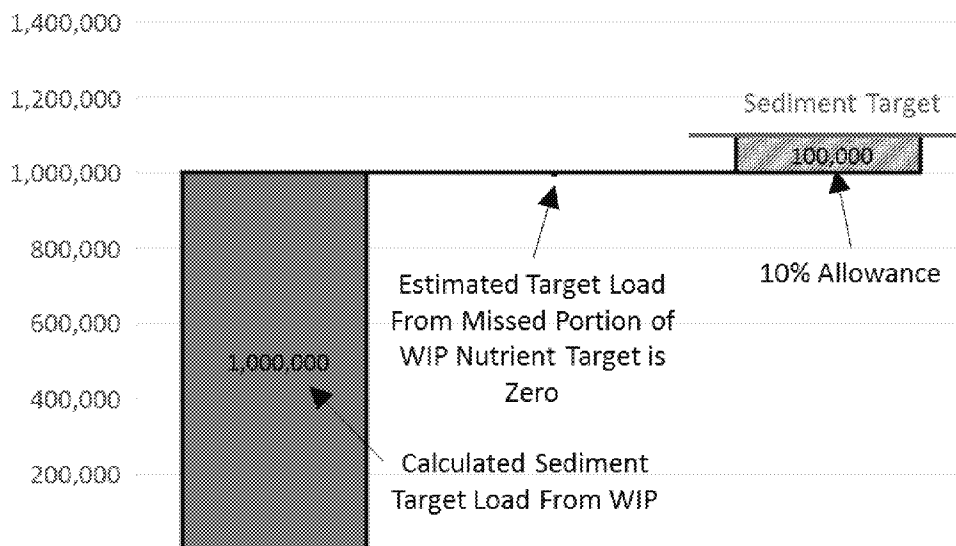 1,400,000
1,200,000
Sediment Target
100,000
1,000,000
800,000
10% Allowance
Estimated Target Load
From Missed Portion of
WIP Nutrient Target is
Zero
600,000
1,000,000
400,000
Calculated Sediment
Target Load From WIP
200,000